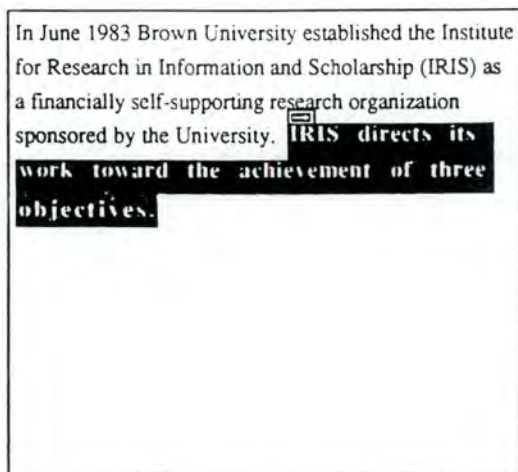 In June 1983 Brown University established the Institute
for Research in Information and Scholarship (IRIS) as
a financially self-supporting research organization
sponsored by the University. IRIS directs its
work toward the achievement of three
objectives.